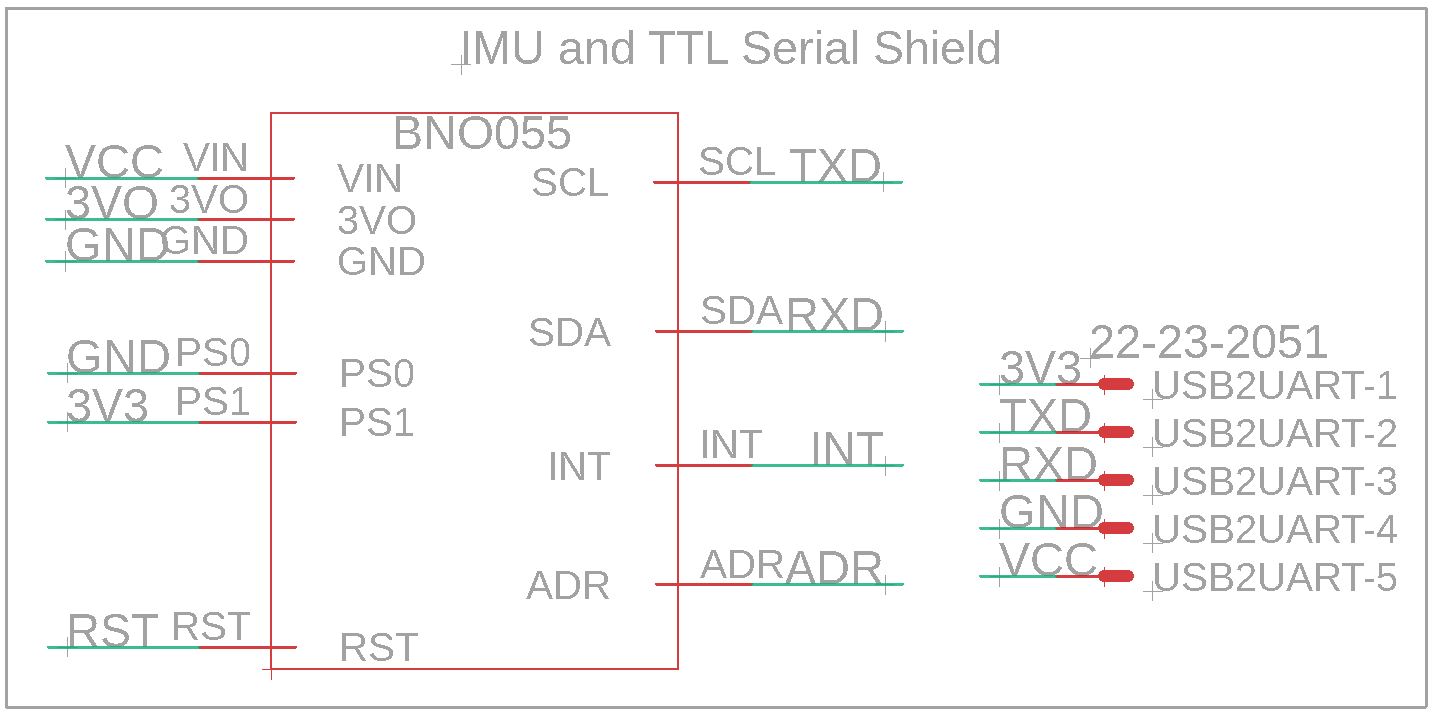 IMU and TTL Serial Shield
BNO055
VCC VIN VIN SCL SCL TXD
3VO 3VO 3VO
GND GND GND
SDA SDA RXD
GND PS0 PS0
3V3 PS1 PS1
INT INT INT
ADR ADR ADR
RST RST RST
22-23-2051
3V3 USB2UART-1
TXD USB2UART-2
RXD USB2UART-3
GND USB2UART-4
VCC USB2UART-5